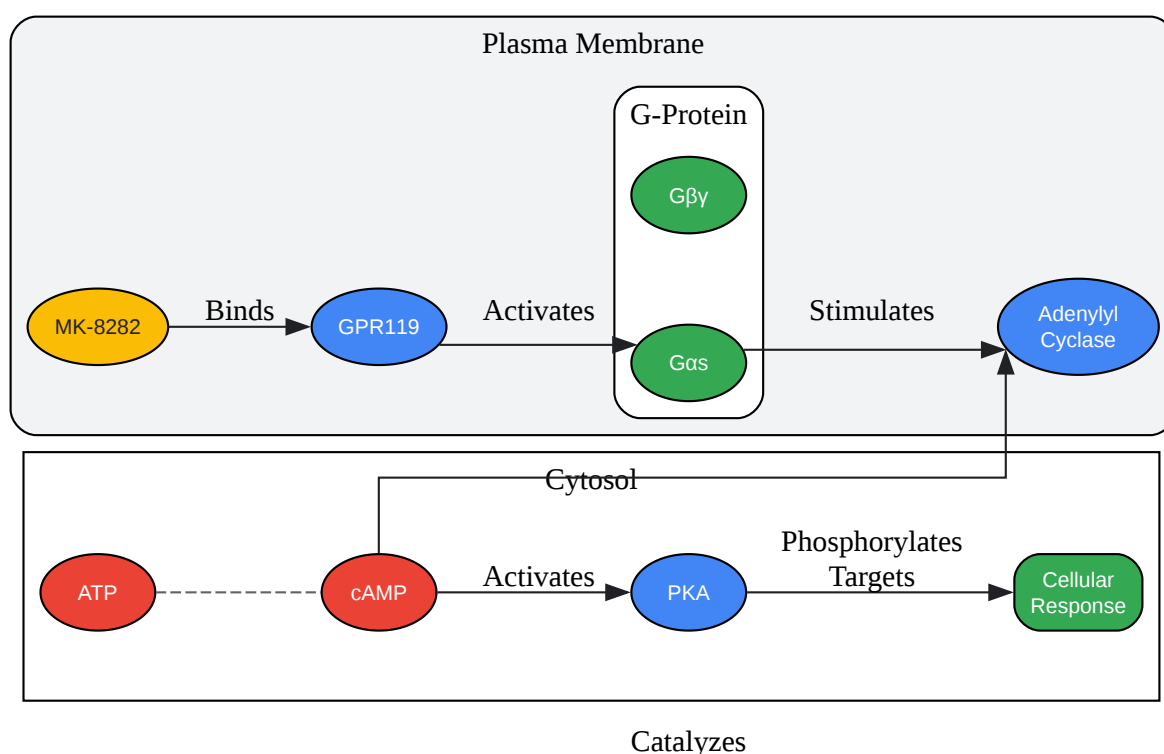 Plasma Membrane
G-Protein
Gβγ
MK-8282
Binds
GPR119
Activates
Gαs
Stimulates
Adenylyl
Cyclase
Cytosol
ATP
cAMP
Activates
PKA
Phosphorylates
Targets
Cellular
Response
Catalyzes